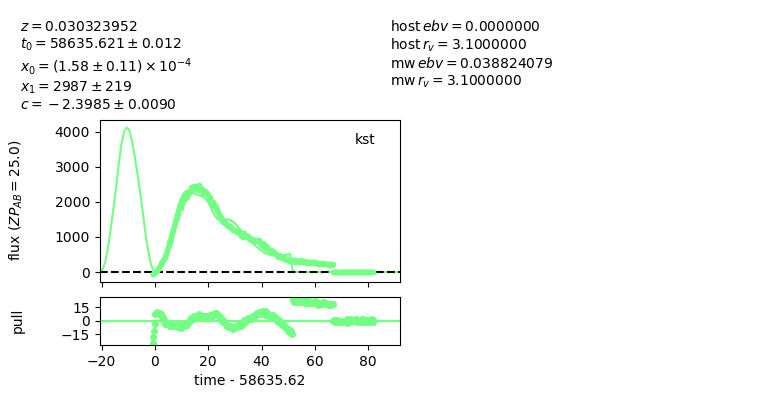 z = 0.030323952
t0 = 58635.621 ± 0.012
x0 = (1.58 ± 0.11) × 10^−4
x1 = 2987 ± 219
c = −2.3985 ± 0.0090
host ebv = 0.0000000
host rv = 3.1000000
mw ebv = 0.038824079
mw rv = 3.1000000
kst
flux (ZPAB = 25.0)
4000
3000
2000
1000
0
pull
15
0
−15
−20 0 20 40 60 80
time - 58635.62